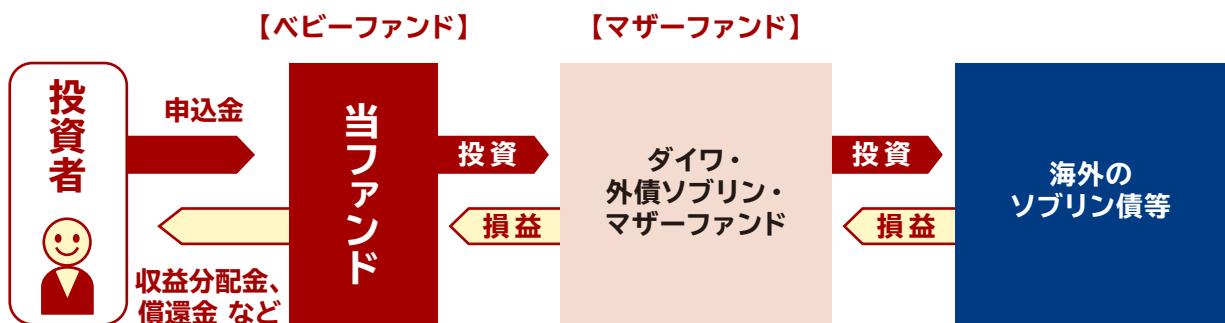 【ベビーファンド】
【マザーファンド】
投資者
申込金
収益分配金、
償還金 など
当ファンド
投資
損益
ダイワ・
外債ソブリン・
マザーファンド
投資
損益
海外の
ソブリン債等